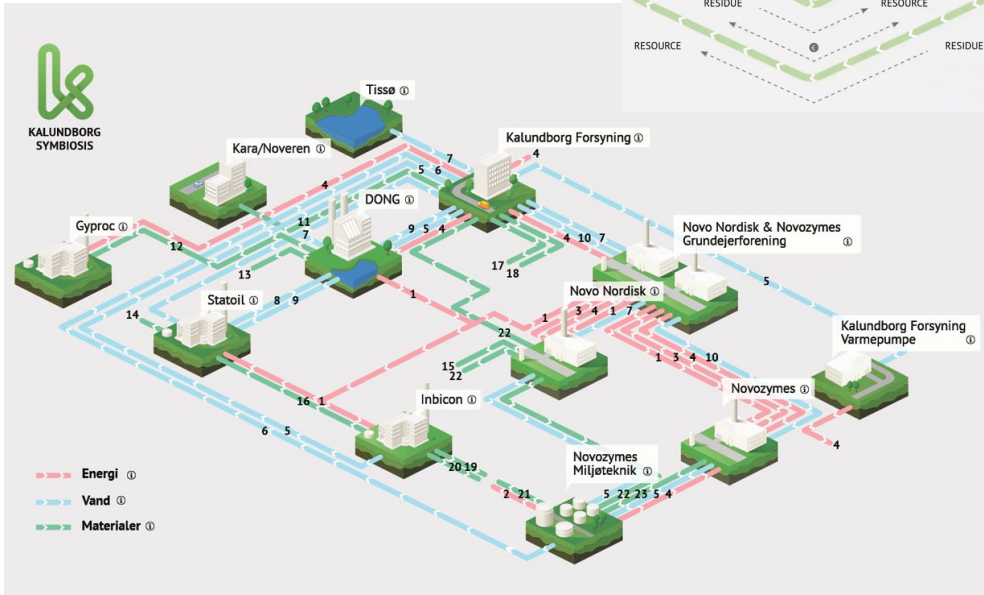 RESIDUE
RESOURCE
RESOURCE
€
RESIDUE
KALUNDBORG
SYMBIOSIS
Tissø
7
Kalundborg Forsyning
4
Kara/Noveren
4
5
6
DONG
11
7
9 5 4
4 10 7
Novo Nordisk & Novozymes
Grundejerforening
Gyproc
12
13
17
18
5
Statoil
8 9
1
Novo Nordisk
14
1 3 4 1 7
22
Kalundborg Forsyning
Varmepumpe
15
22
1 3 4 10
16 1
Inbicon
Novozymes
6 5
4
20 19
Novozymes
Miljøteknik
2 21
5 22 23 5 4
Energi
Vand
Materialer